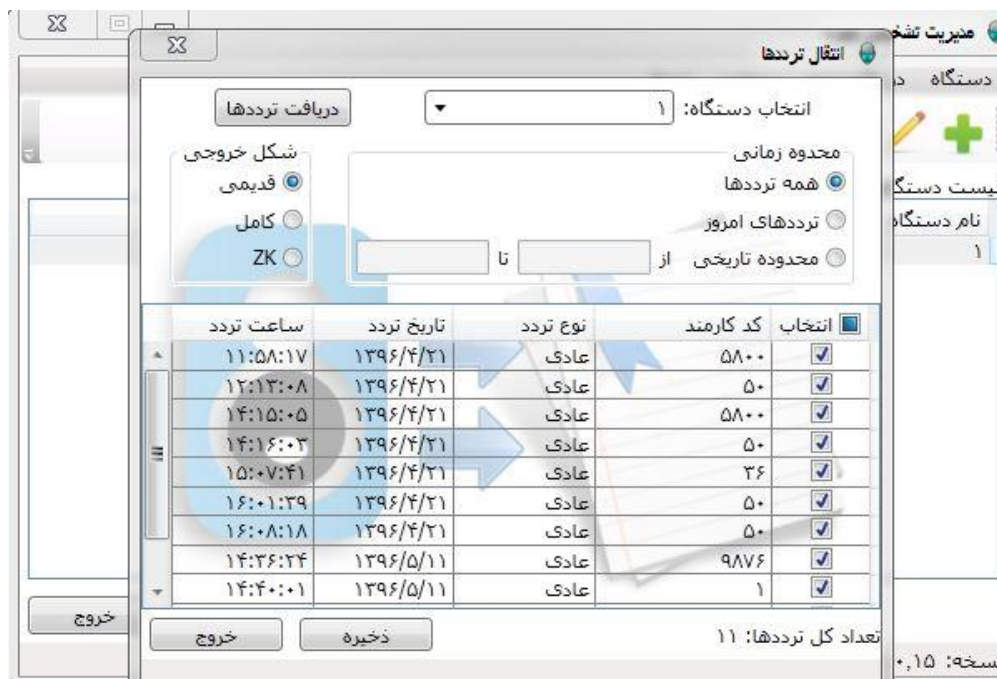 مدیریت تشخ
انتقال ترددها
دستگاه
انتخاب دستگاه: ۱
دریافت ترددها
محدوده زمانی
شکل خروجی
همه ترددها
قدیمی
ترددهای امروز
کامل
محدوده تاریخی از تا
ZK
یست دستگ
نام دستگاه
۱
انتخاب کد کارمند نوع تردد تاریخ تردد ساعت تردد
۵۸۰۰ عادی ۱۳۹۶/۴/۲۱ ۱۱:۵۸:۱۷
۵۰ عادی ۱۳۹۶/۴/۲۱ ۱۲:۱۳:۰۸
۵۸۰۰ عادی ۱۳۹۶/۴/۲۱ ۱۴:۱۵:۰۵
۵۰ عادی ۱۳۹۶/۴/۲۱ ۱۴:۱۶:۰۳
۳۶ عادی ۱۳۹۶/۴/۲۱ ۱۵:۰۷:۴۱
۵۰ عادی ۱۳۹۶/۴/۲۱ ۱۶:۰۱:۳۹
۵۰ عادی ۱۳۹۶/۴/۲۱ ۱۶:۰۸:۱۸
۹۸۷۶ عادی ۱۳۹۶/۵/۱۱ ۱۴:۳۶:۲۴
۱ عادی ۱۳۹۶/۵/۱۱ ۱۴:۴۰:۰۱
تعداد کل ترددها: ۱۱
ذخیره
خروج
خروج
سخه: ۰,۱۵